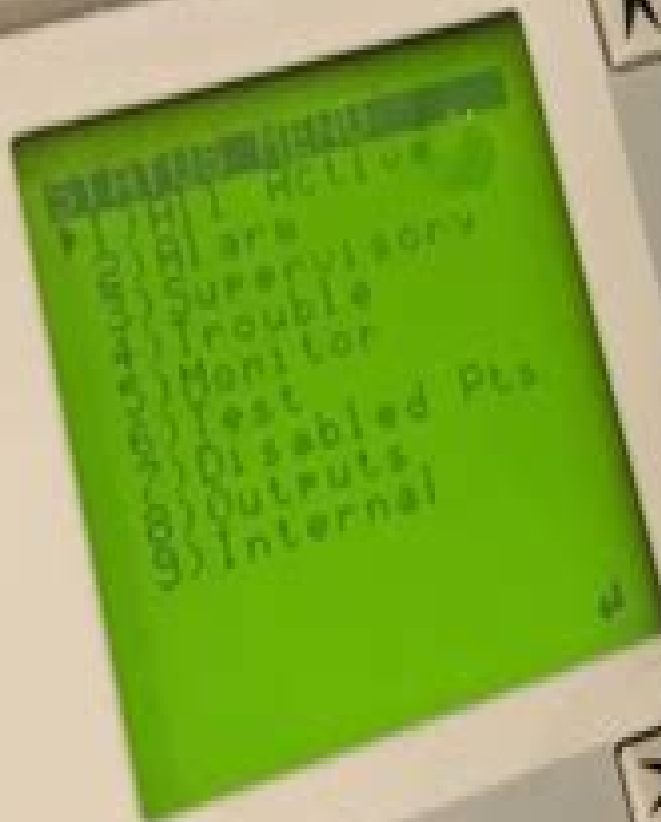 1)All Active
2)Alarm
3)Supervisory
4)Trouble
5)Monitor
6)Test
7)Disabled Pts
8)Outputs
9)Internal